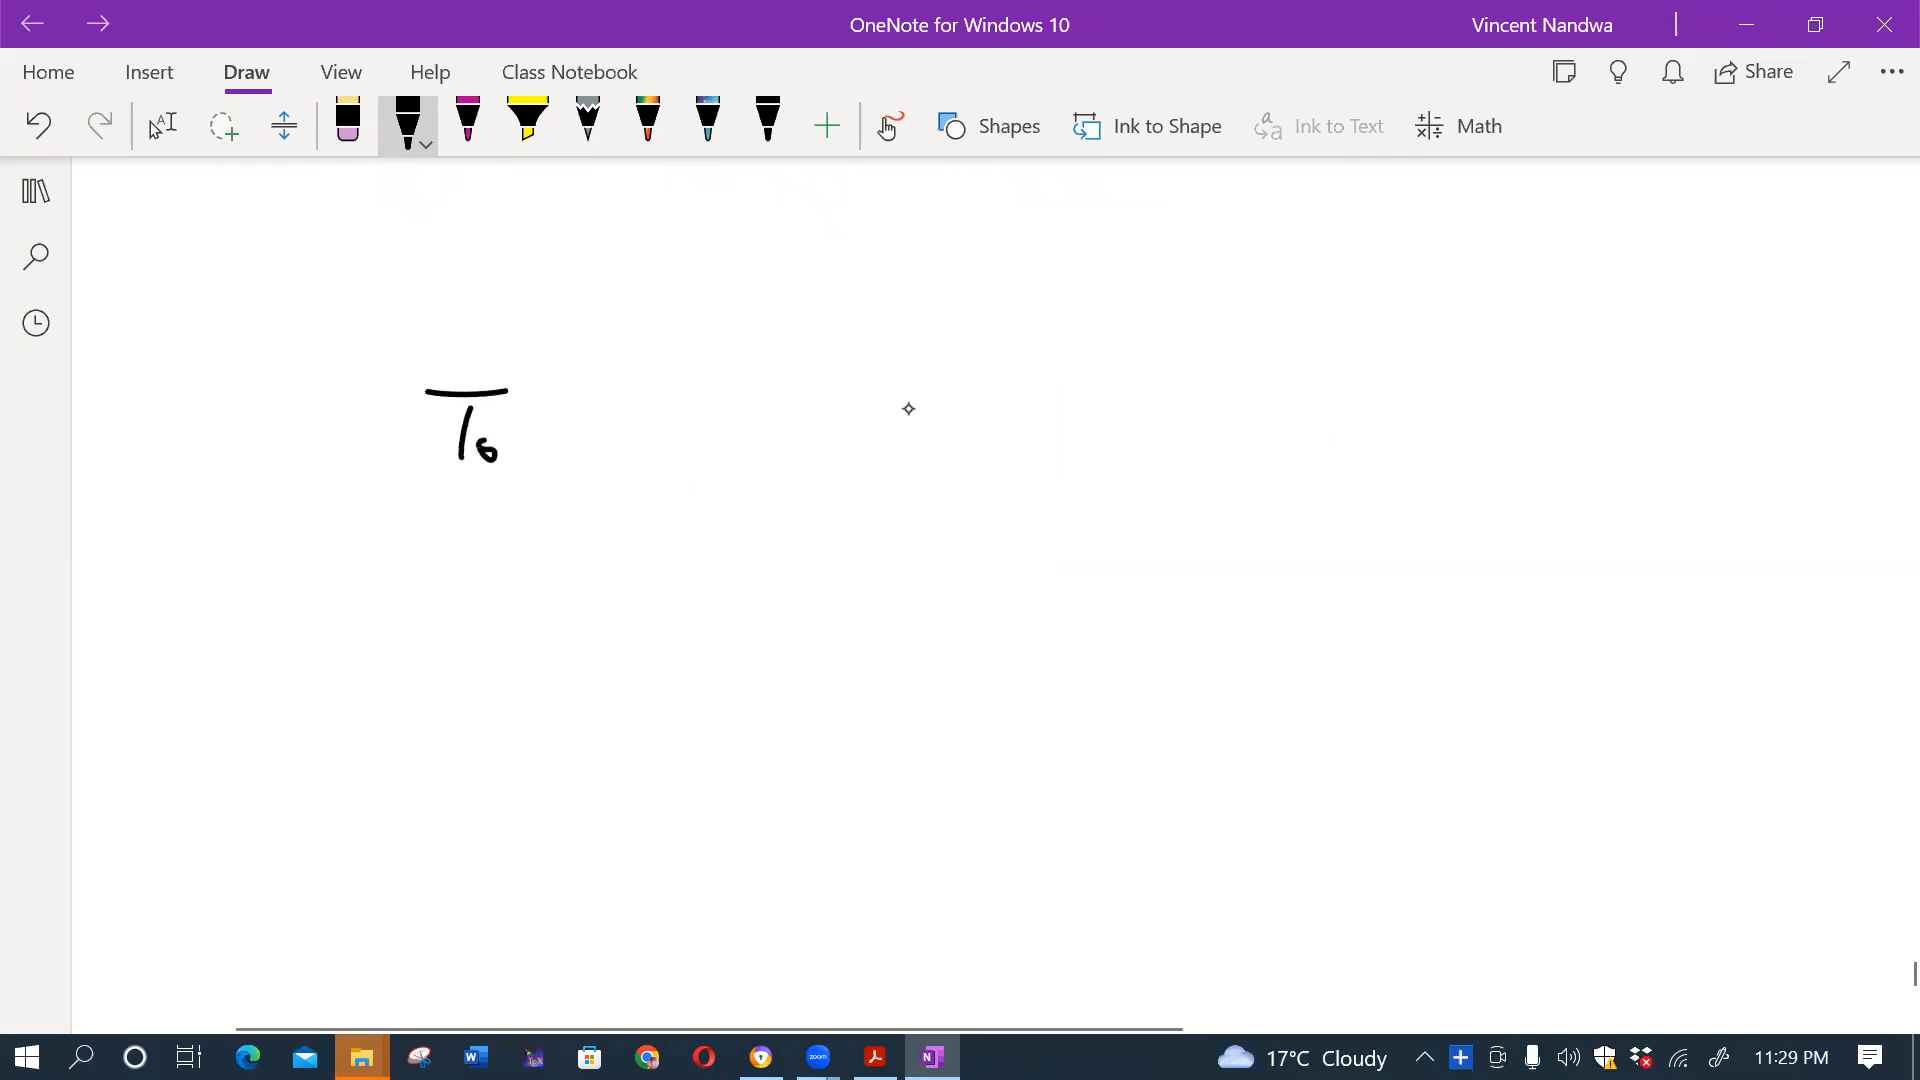 OneNote for Windows 10
Vincent Nandwa
Home Insert Draw View Help Class Notebook
Share
Shapes Ink to Shape Ink to Text Math
17°C Cloudy
11:29 PM